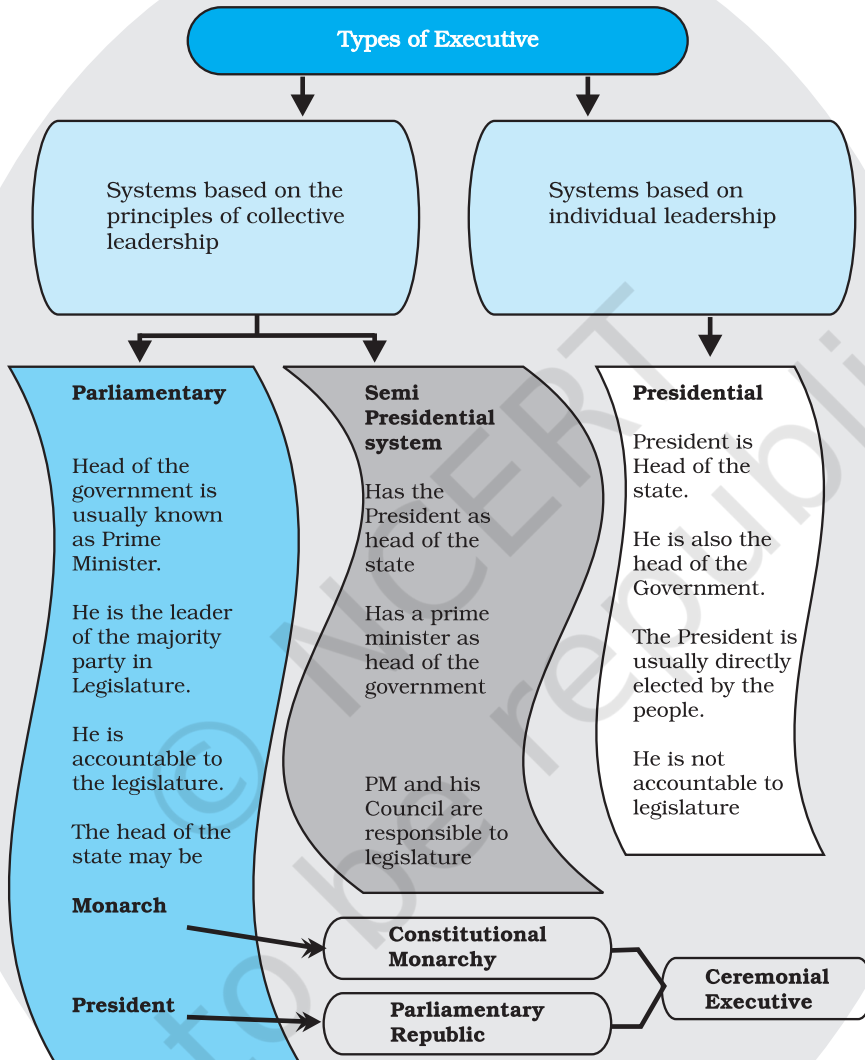 Types of Executive
Systems based on the
principles of collective
leadership
Systems based on
individual leadership
Parliamentary
Head of the
government is
usually known
as Prime
Minister.
He is the leader
of the majority
party in
Legislature.
He is
accountable to
the legislature.
The head of the
state may be
Monarch
President
Semi
Presidential
system
Has the
President as
head of the
state
Has a prime
minister as
head of the
government
PM and his
Council are
responsible to
legislature
Presidential
President is
Head of the
state.
He is also the
head of the
Government.
The President is
usually directly
elected by the
people.
He is not
accountable to
legislature
Constitutional
Monarchy
Parliamentary
Republic
Ceremonial
Executive
© NCERT
to be republi